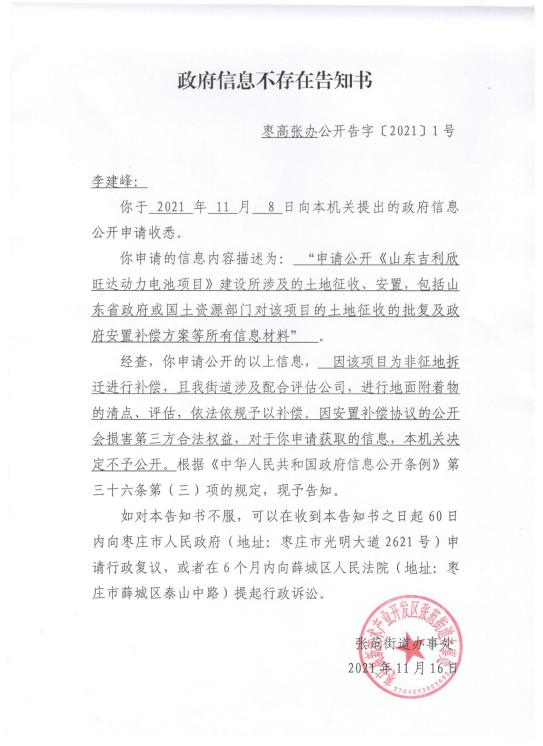 政府信息不存在告知书
枣高张办公开告字〔2021〕1号
李建峰：
你于 2021 年 11 月 8 日向本机关提出的政府信息
公开申请收悉。
你申请的信息内容描述为：“申请公开《山东吉利欣
旺达动力电池项目》建设所涉及的土地征收、安置，包括山
东省政府或国土资源部门对该项目的土地征收的批复及政
府安置补偿方案等所有信息材料” 。
经查，你申请公开的以上信息， 因该项目为非征地拆
迁进行补偿，且我街道涉及配合评估公司，进行地面附着物
的清点、评估，依法依规予以补偿。因安置补偿协议的公开
会损害第三方合法权益，对于你申请获取的信息，本机关决
定不予公开。根据《中华人民共和国政府信息公开条例》第
三十六条第（三）项的规定，现予告知。
如对本告知书不服，可以在收到本告知书之日起 60 日
内向枣庄市人民政府（地址：枣庄市光明大道 2621 号）申
请行政复议，或者在 6 个月内向薛城区人民法院（地址：枣
庄市薛城区泰山中路）提起行政诉讼。
张范街道办事处
2021 年 11 月 16 日